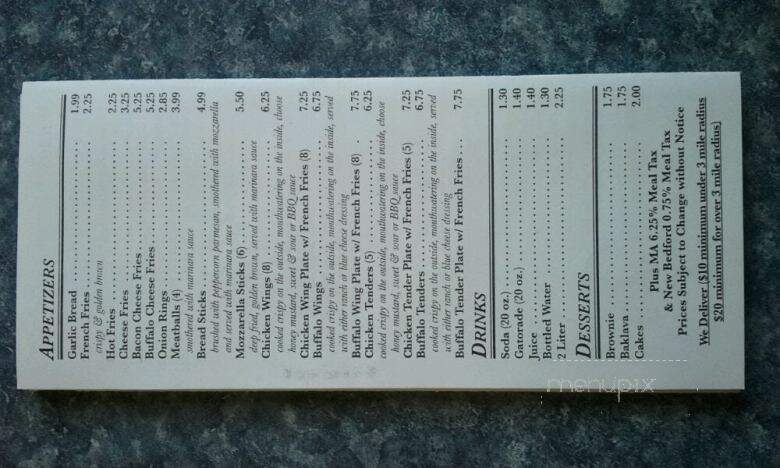 APPETIZERS
Garlic Bread 1.99
French Fries 2.25
crispy & golden brown
Hot Fries 2.25
Cheese Fries 3.25
Bacon Cheese Fries 5.25
Buffalo Cheese Fries 5.25
Onion Rings 2.85
Meatballs (4) 3.99
smothered with marinara sauce
Bread Sticks 4.99
brushed with peppercorn parmesan, smothered with mozzarella
and served with marinara sauce
Mozzarella Sticks (6) 5.50
deep fried, golden brown, served with marinara sauce
Chicken Wings (8) 6.25
cooked crispy on the outside, mouthwatering on the inside, choose
honey mustard, sweet & sour or BBQ sauce
Chicken Wing Plate w/ French Fries (8) 7.25
Buffalo Wings 6.75
cooked crispy on the outside, mouthwatering on the inside, served
with either ranch or blue cheese dressing
Buffalo Wing Plate w/ French Fries (8) 7.75
Chicken Tenders (5) 6.25
cooked crispy on the outside, mouthwatering on the inside, choose
honey mustard, sweet & sour or BBQ sauce
Chicken Tender Plate w/ French Fries (5) 7.25
Buffalo Tenders 6.75
cooked crispy on the outside, mouthwatering on the inside, served
with either ranch or blue cheese dressing
Buffalo Tender Plate w/ French Fries 7.75
DRINKS
Soda (20 oz.) 1.30
Gatorade (20 oz.) 1.40
Juice 1.40
Bottled Water 1.30
2 Liter 2.25
DESSERTS
Brownie 1.75
Baklava 1.75
Cakes 2.00
Plus MA 6.25% Meal Tax
& New Bedford 0.75% Meal Tax
Prices Subject to Change without Notice
We Deliver ($10 minimum under 3 mile radius
$20 minimum for over 3 mile radius)
menupix